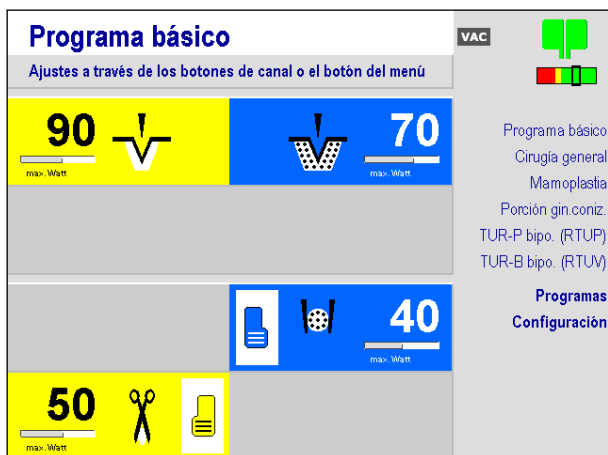 Programa básico
VAC
Ajustes a través de los botones de canal o el botón del menú
90
max. Watt
70
max. Watt
40
max. Watt
50
max. Watt
Programa básico
Cirugía general
Mamoplastia
Porción gin.coniz.
TUR-P bipo. (RTUP)
TUR-B bipo. (RTUV)
Programas
Configuración